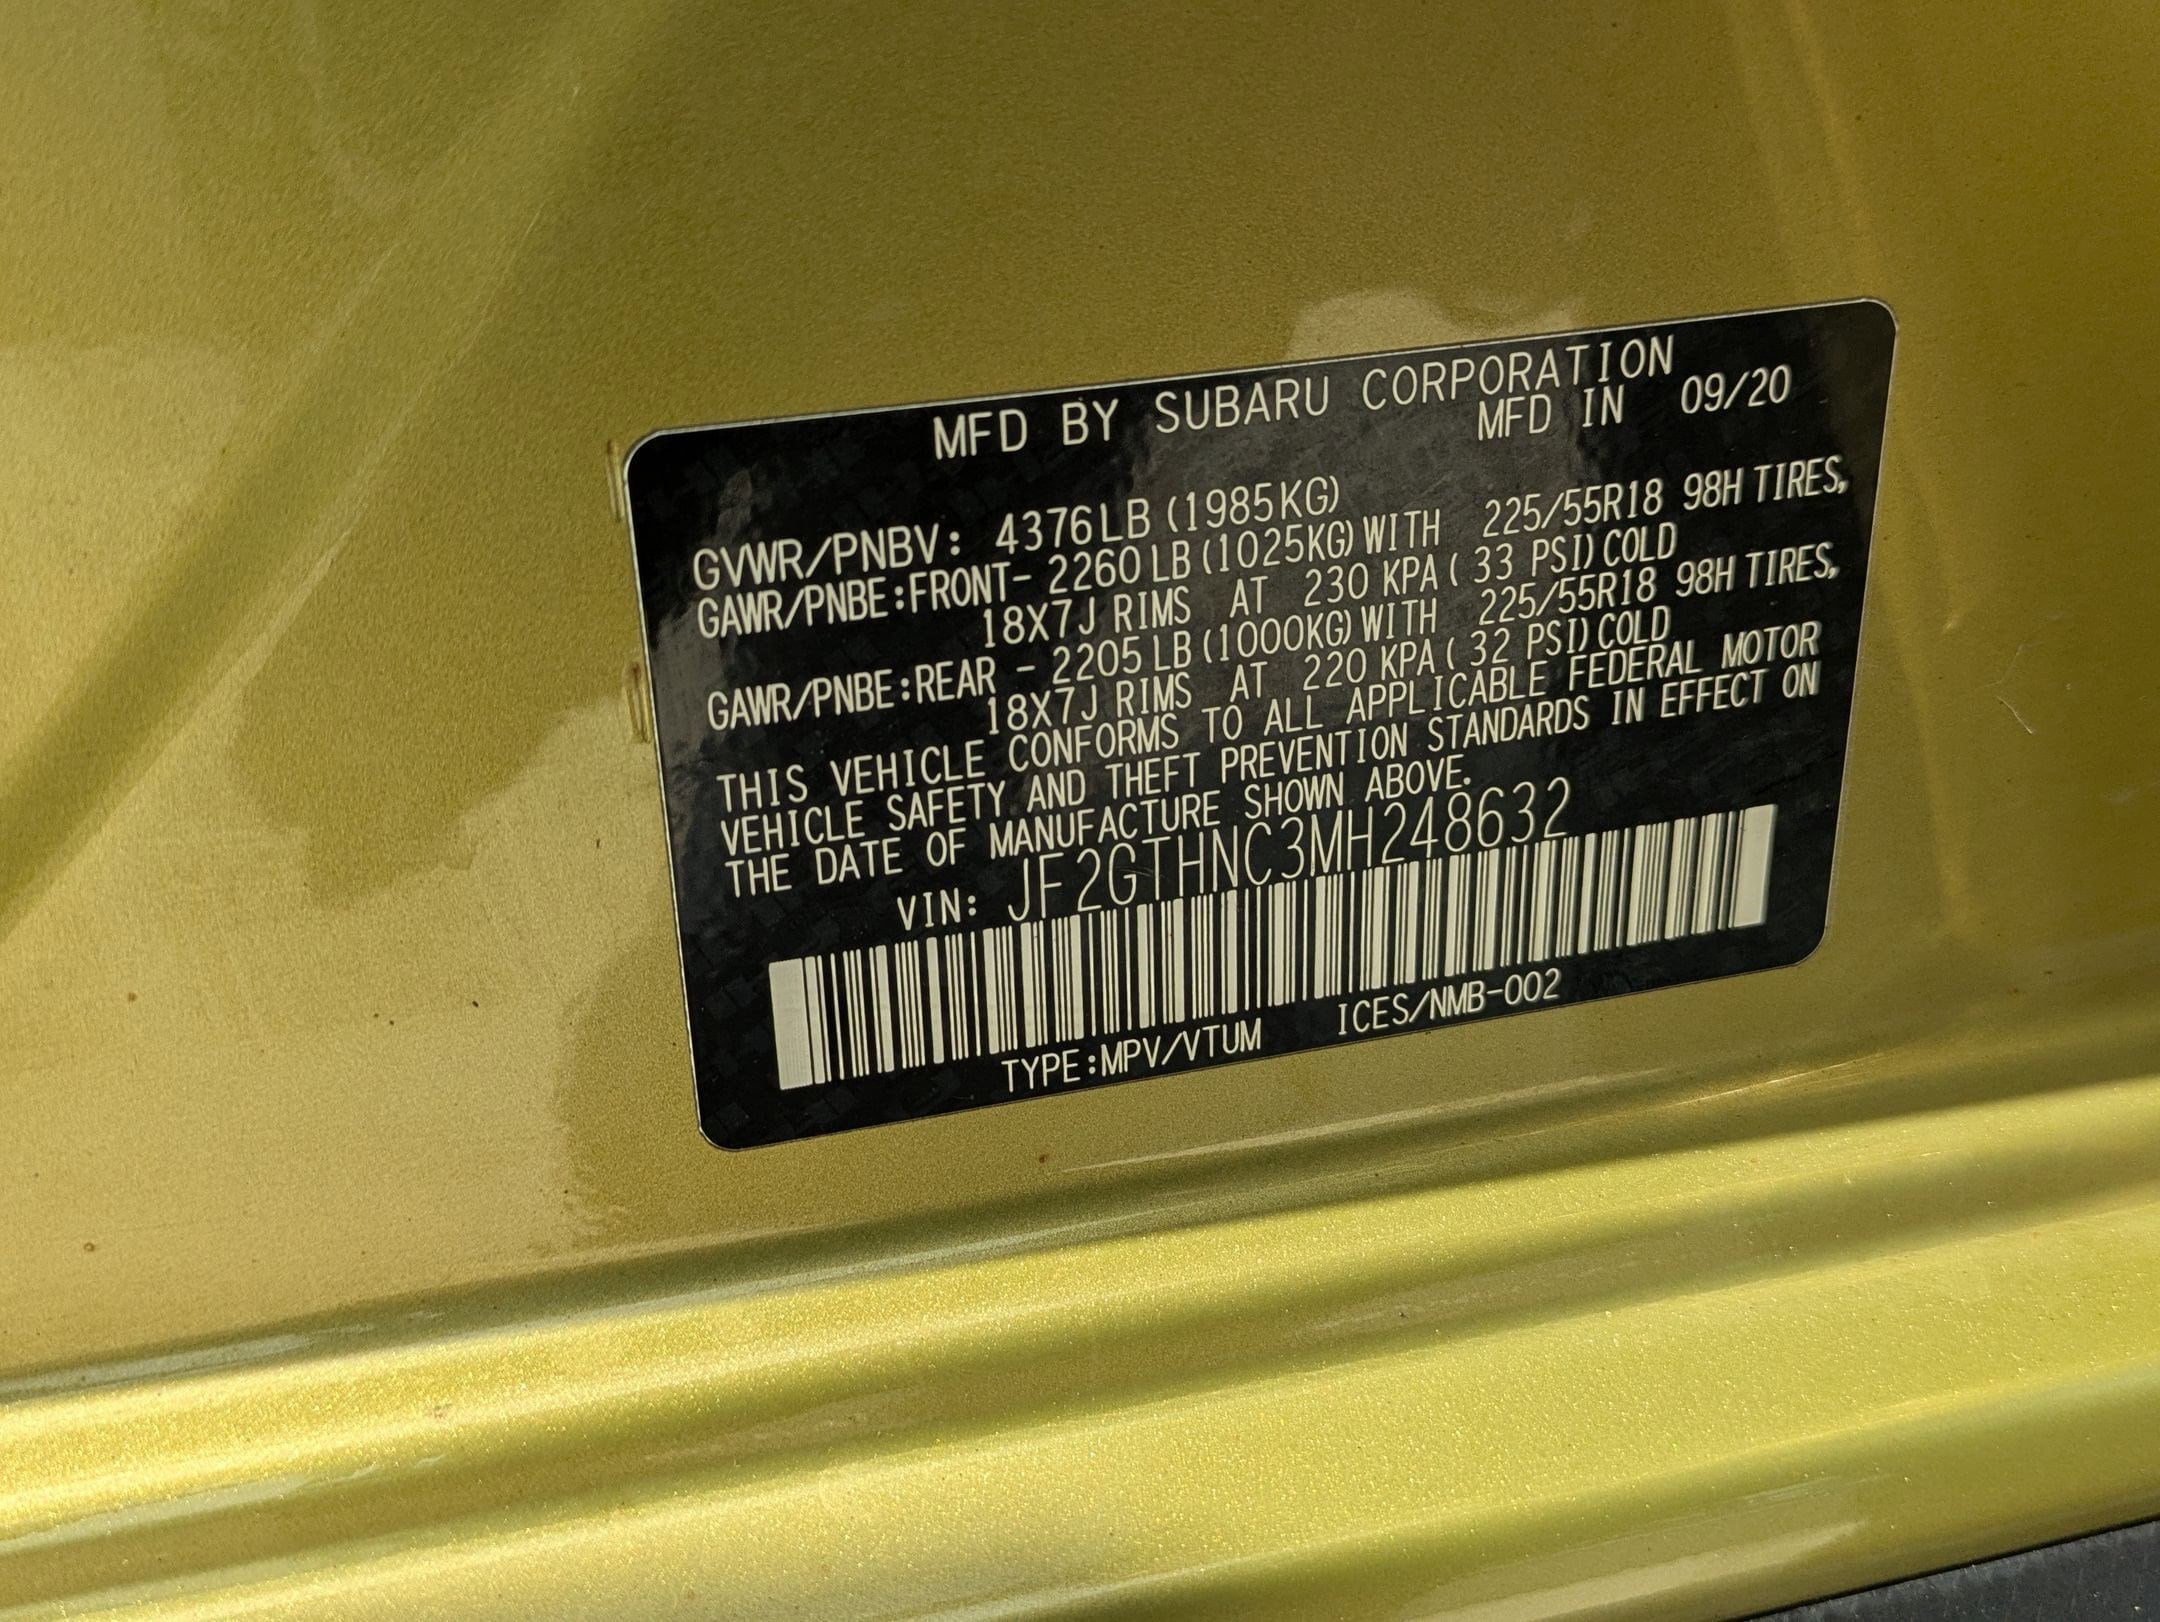 MFD BY SUBARU CORPORATION
MFD IN 09/20
GVWR/PNBV: 4376LB (1985KG)
GAWR/PNBE:FRONT- 2260 LB (1025KG) WITH 225/55R18 98H TIRES,
18X7J RIMS AT 230 KPA ( 33 PSI) COLD
GAWR/PNBE:REAR - 2205 LB (1000KG) WITH 225/55R18 98H TIRES,
18X7J RIMS AT 220 KPA ( 32 PSI) COLD
THIS VEHICLE CONFORMS TO ALL APPLICABLE FEDERAL MOTOR
VEHICLE SAFETY AND THEFT PREVENTION STANDARDS IN EFFECT ON
THE DATE OF MANUFACTURE SHOWN ABOVE.
VIN: JF2GTHNC3MH248632
TYPE:MPV/VTUM ICES/NMB-002